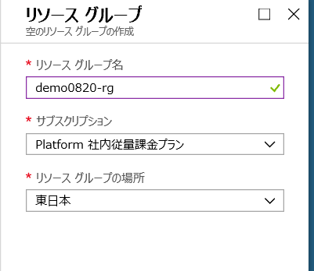 リソース グループ
空のリソース グループの作成
* リソース グループ名
demo0820-rg
* サブスクリプション
Platform 社内従量課金プラン
* リソース グループの場所
東日本